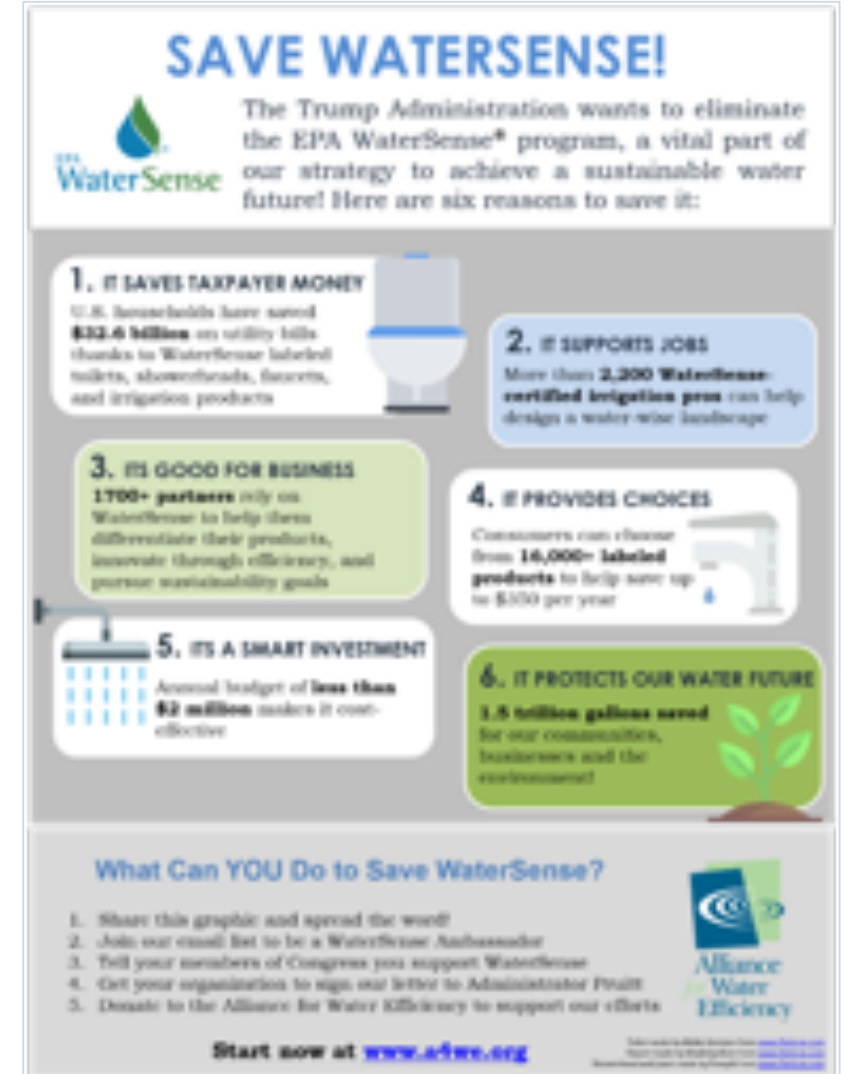 SAVE WATERSENSE!
The Trump Administration wants to eliminate
the EPA WaterSense® program, a vital part of
our strategy to achieve a sustainable water
future! Here are six reasons to save it:
EPA
WaterSense
1. IT SAVES TAXPAYER MONEY
U.S. households have saved
$32.6 billion on utility bills
thanks to WaterSense labeled
toilets, showerheads, faucets,
and irrigation products
2. IT SUPPORTS JOBS
More than 2,200 WaterSense-
certified irrigation pros can help
design a water-wise landscape
3. ITS GOOD FOR BUSINESS
1700+ partners rely on
WaterSense to help them
differentiate their products,
innovate through efficiency, and
pursue sustainability goals
4. IT PROVIDES CHOICES
Consumers can choose
from 16,000+ labeled
products to help save up
to $350 per year
5. ITS A SMART INVESTMENT
Annual budget of less than
$2 million makes it cost-
effective
6. IT PROTECTS OUR WATER FUTURE
1.5 trillion gallons saved
for our communities,
businesses and the
environment!
What Can YOU Do to Save WaterSense?
1. Share this graphic and spread the word!
2. Join our email list to be a WaterSense Ambassador
3. Tell your members of Congress you support WaterSense
4. Get your organization to sign our letter to Administrator Pruitt
5. Donate to the Alliance for Water Efficiency to support our efforts
Alliance
for Water
Efficiency
Start now at www.a4we.org